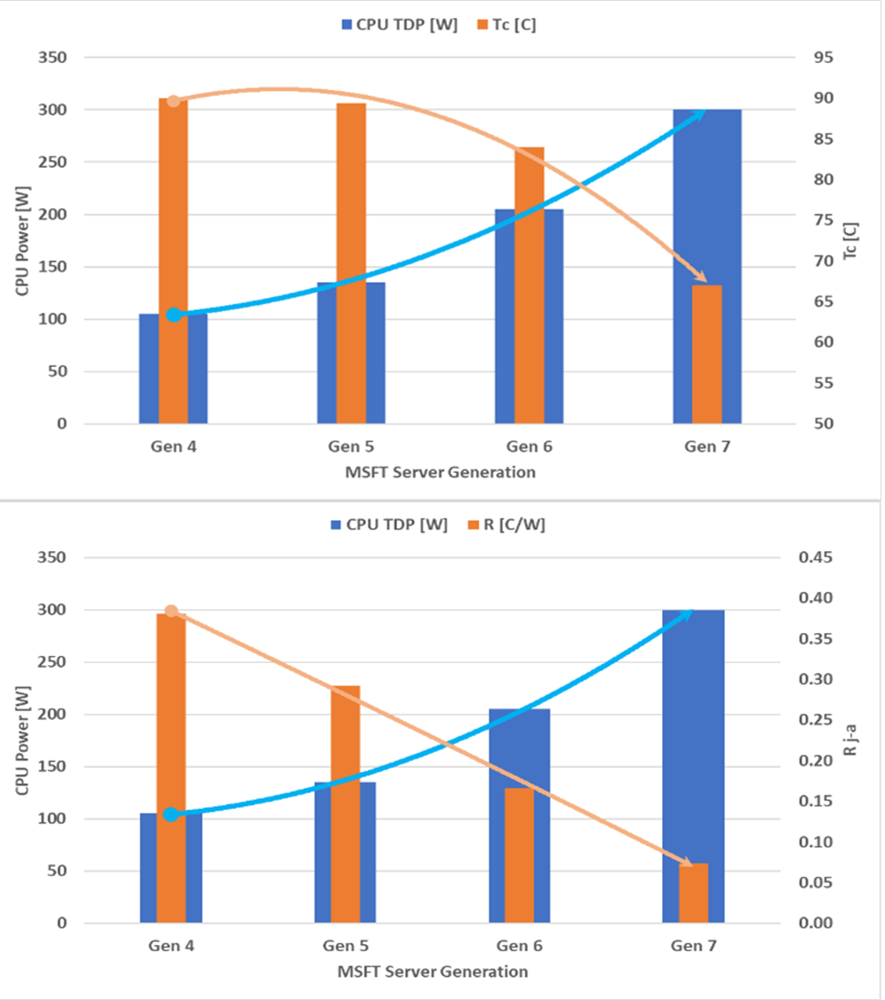 CPU TDP [W] Tc [C]
350 95
300 90
250 85
200 80
150 75
100 70
50 65
0 60
55
50
CPU Power [W]
Tc [C]
Gen 4 Gen 5 Gen 6 Gen 7
MSFT Server Generation
CPU TDP [W] R [C/W]
350 0.45
300 0.40
250 0.35
200 0.30
150 0.25
100 0.20
50 0.15
0 0.10
0.05
0.00
CPU Power [W]
R j-a
Gen 4 Gen 5 Gen 6 Gen 7
MSFT Server Generation